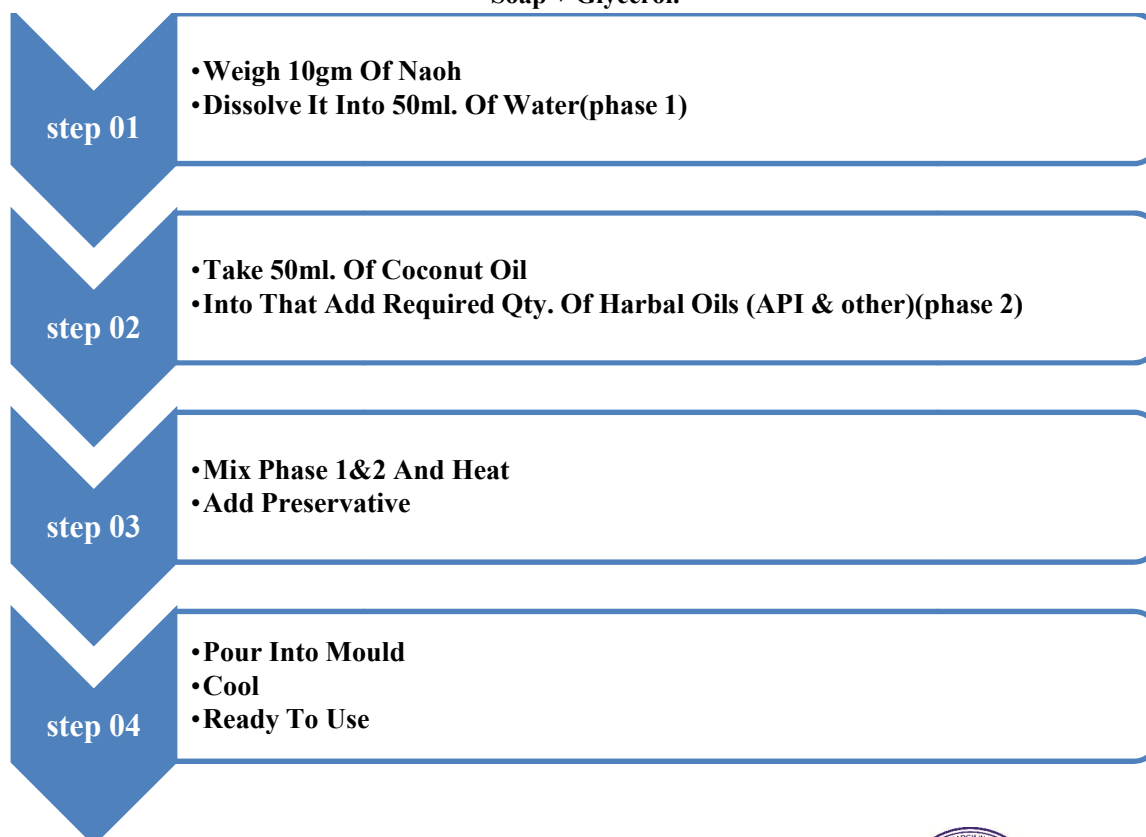 Soap + Glycerol.
step 01
•Weigh 10gm Of Naoh
•Dissolve It Into 50ml. Of Water(phase 1)
step 02
•Take 50ml. Of Coconut Oil
•Into That Add Required Qty. Of Harbal Oils (API & other)(phase 2)
step 03
•Mix Phase 1&2 And Heat
•Add Preservative
step 04
•Pour Into Mould
•Cool
•Ready To Use